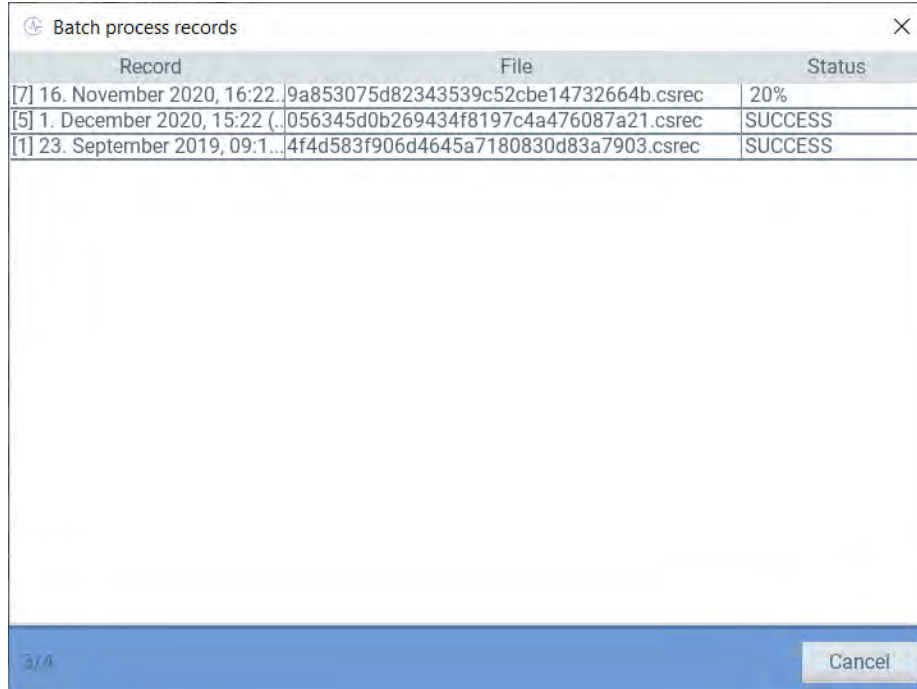 Batch process records
Record File Status
[7] 16. November 2020, 16:22.. 9a853075d82343539c52cbe14732664b.csrec 20%
[5] 1. December 2020, 15:22 (.. 056345d0b269434f8197c4a476087a21.csrec SUCCESS
[1] 23. September 2019, 09:1... 4f4d583f906d4645a7180830d83a7903.csrec SUCCESS
3/4 Cancel